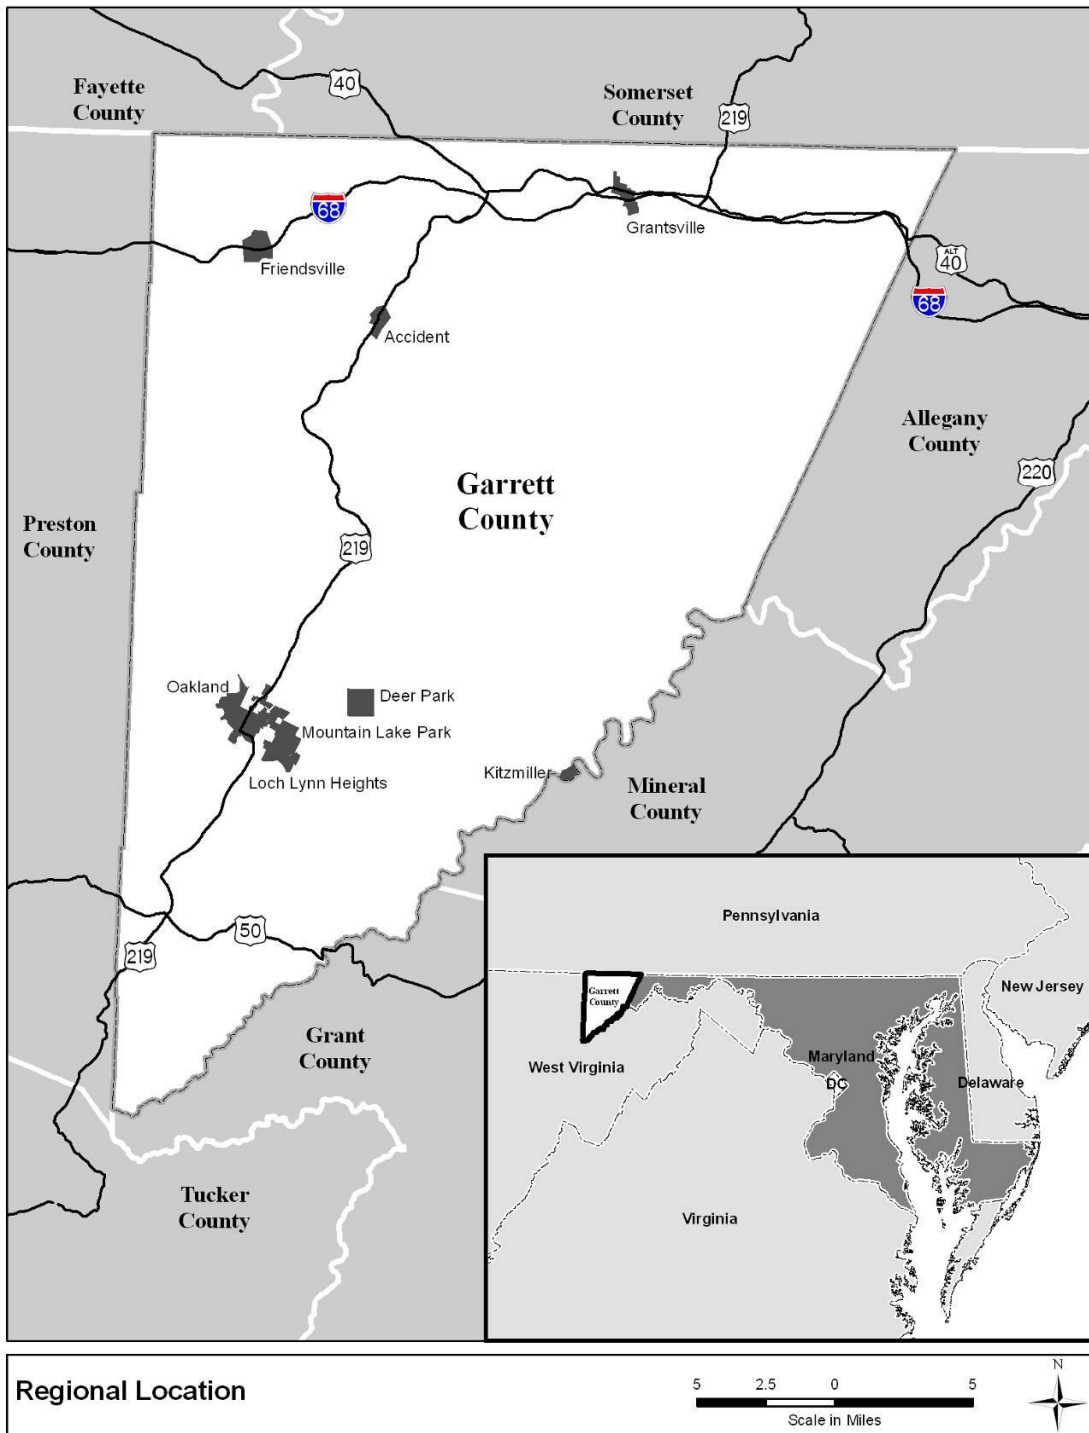 Fayette
County
40
Somerset
County
219
68
Grantsville
Friendsville
ALT
40
68
Accident
Allegany
County
Garrett
County
220
Preston
County
219
Oakland
Deer Park
Mountain Lake Park
Loch Lynn Heights
Kitzmiller
Mineral
County
50
219
Grant
County
Tucker
County
Pennsylvania
New Jersey
Garrett
County
West Virginia
Maryland
DC
Delaware
Virginia
Regional Location
5 2.5 0 5
Scale in Miles
N